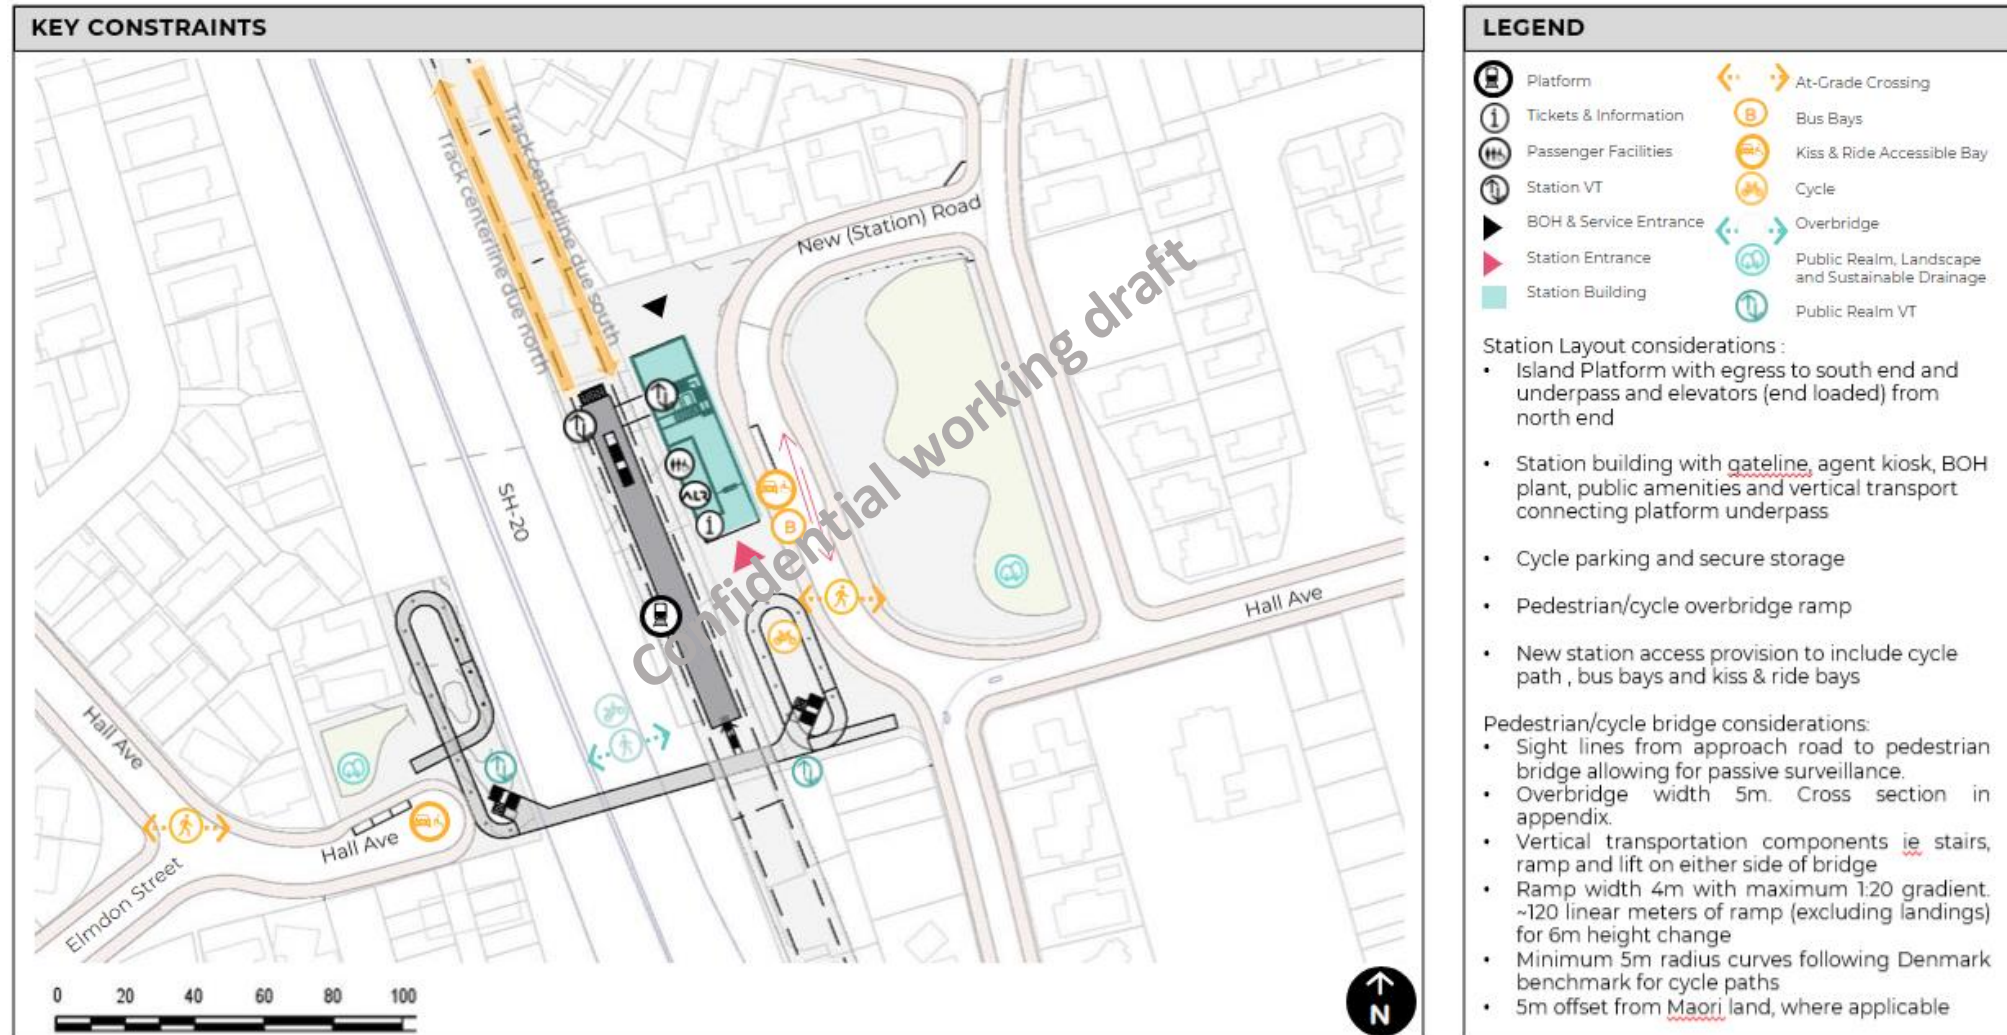 KEY CONSTRAINTS
Track centerline due north
Track centerline due south
New (Station) Road
SH-20
ALR
i
B
Hall Ave
Hall Ave
Hall Ave
Elmdon Street
Confidential working draft
0 20 40 60 80 100
N
LEGEND
Platform
i Tickets & Information
Passenger Facilities
Station VT
BOH & Service Entrance
Station Entrance
Station Building
At-Grade Crossing
B Bus Bays
Kiss & Ride Accessible Bay
Cycle
Overbridge
Public Realm, Landscape
and Sustainable Drainage
Public Realm VT
Station Layout considerations :
• Island Platform with egress to south end and
underpass and elevators (end loaded) from
north end
• Station building with gateline, agent kiosk, BOH
plant, public amenities and vertical transport
connecting platform underpass
• Cycle parking and secure storage
• Pedestrian/cycle overbridge ramp
• New station access provision to include cycle
path , bus bays and kiss & ride bays
Pedestrian/cycle bridge considerations:
• Sight lines from approach road to pedestrian
bridge allowing for passive surveillance.
• Overbridge width 5m. Cross section in
appendix.
• Vertical transportation components ie stairs,
ramp and lift on either side of bridge
• Ramp width 4m with maximum 1:20 gradient.
~120 linear meters of ramp (excluding landings)
for 6m height change
• Minimum 5m radius curves following Denmark
benchmark for cycle paths
• 5m offset from Maori land, where applicable